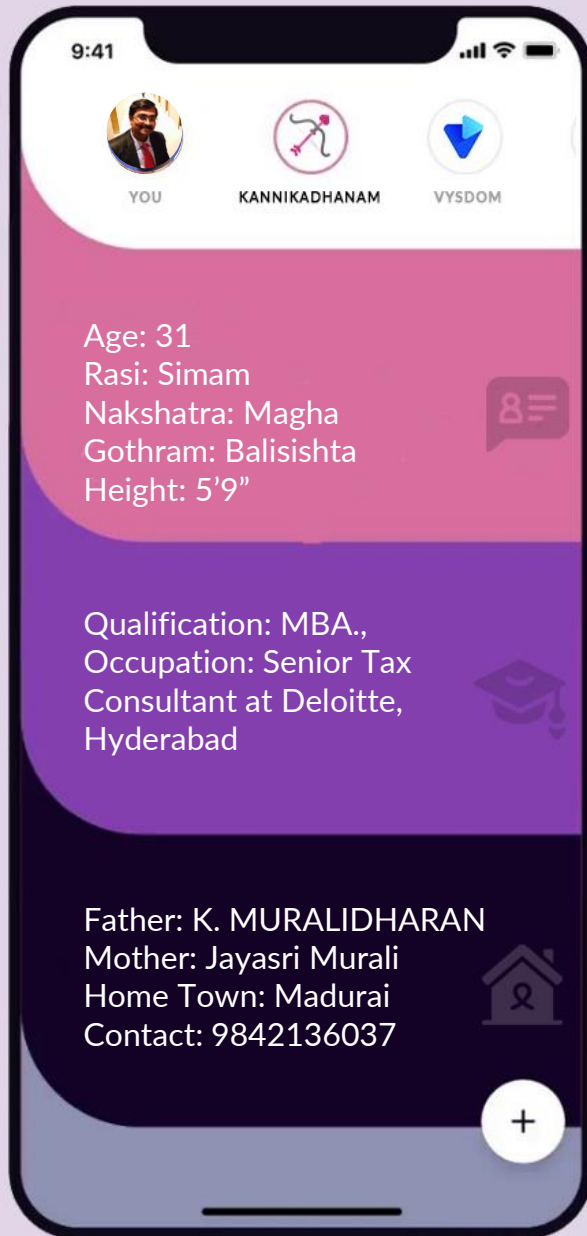 9:41
YOU
KANNIKADHANAM
VYSDOM
Age: 31
Rasi: Simam
Nakshatra: Magha
Gothram: Balisishta
Height: 5’9”
Qualification: MBA.,
Occupation: Senior Tax
Consultant at Deloitte,
Hyderabad
Father: K. MURALIDHARAN
Mother: Jayasri Murali
Home Town: Madurai
Contact: 9842136037
+